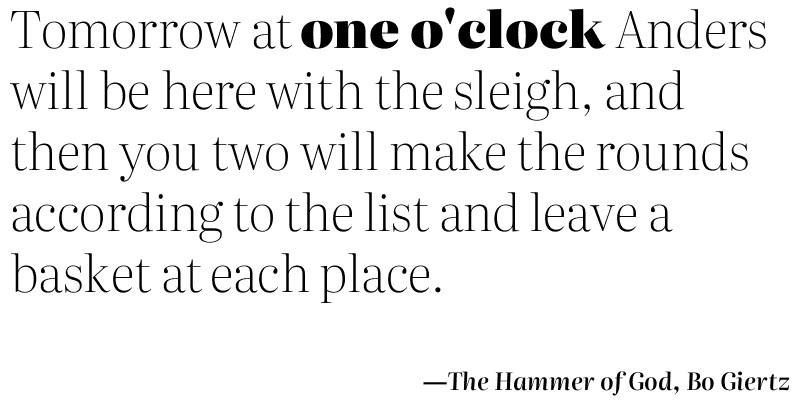 Tomorrow at one o'clock Anders
will be here with the sleigh, and
then you two will make the rounds
according to the list and leave a
basket at each place.
—The Hammer of God, Bo Giertz